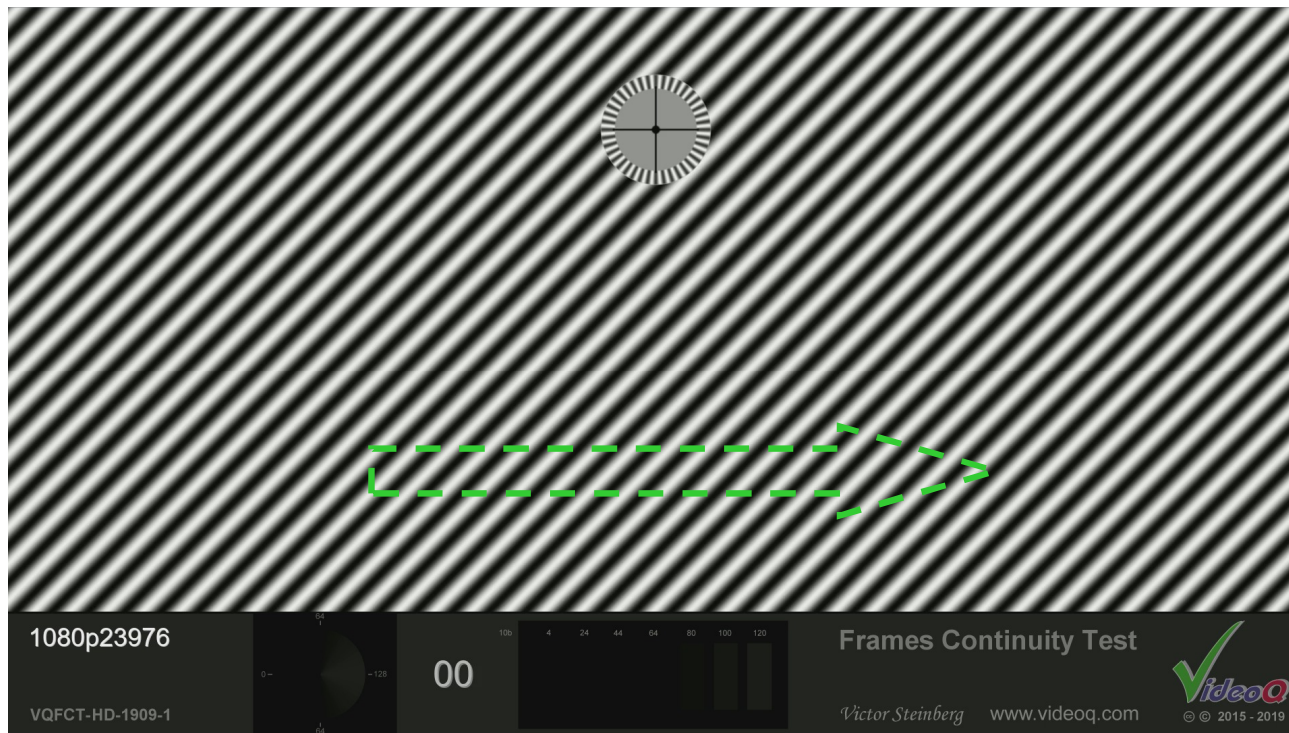 1080p23976
VQFCT-HD-1909-1
64
0
128
64
00
10b 4 24 44 64 80 100 120
Frames Continuity Test
Victor Steinberg www.videoq.com
VideoQ
cc © 2015 - 2019